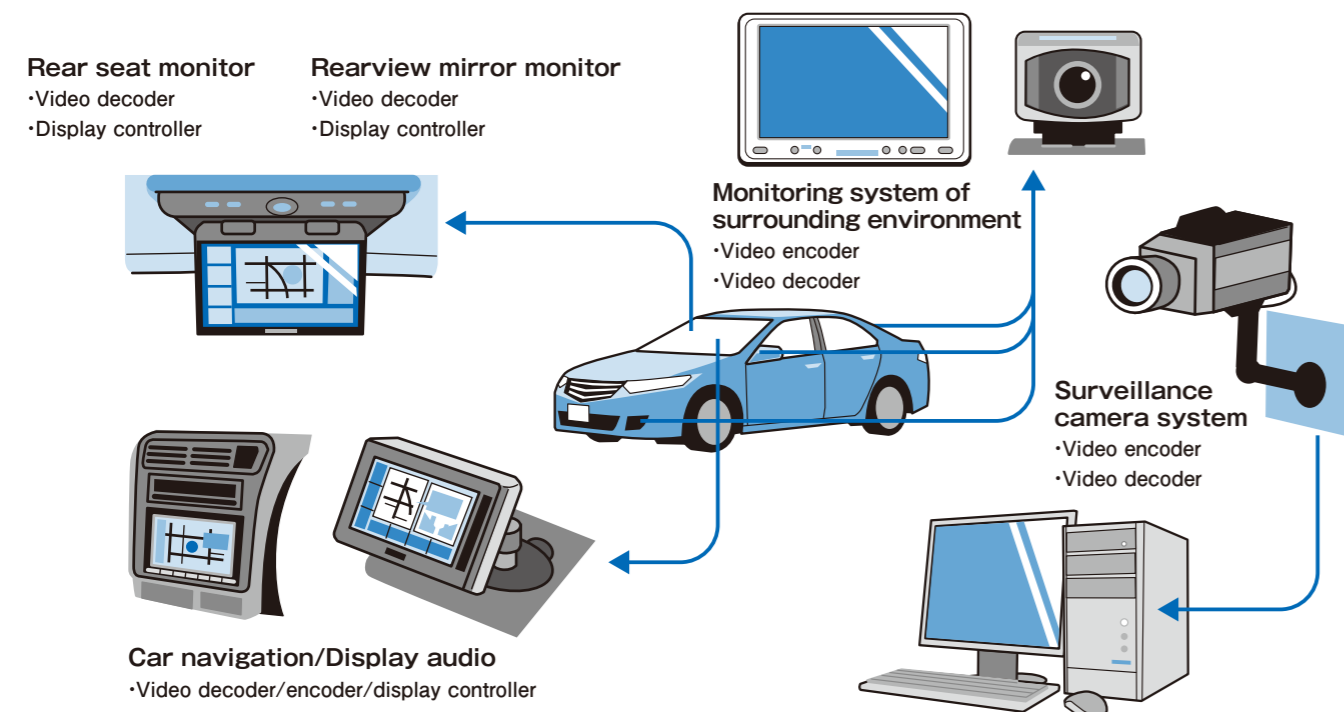 Rear seat monitor
・Video decoder
・Display controller
Rearview mirror monitor
・Video decoder
・Display controller
Monitoring system of
surrounding environment
・Video encoder
・Video decoder
Surveillance
camera system
・Video encoder
・Video decoder
Car navigation/Display audio
・Video decoder/encoder/display controller